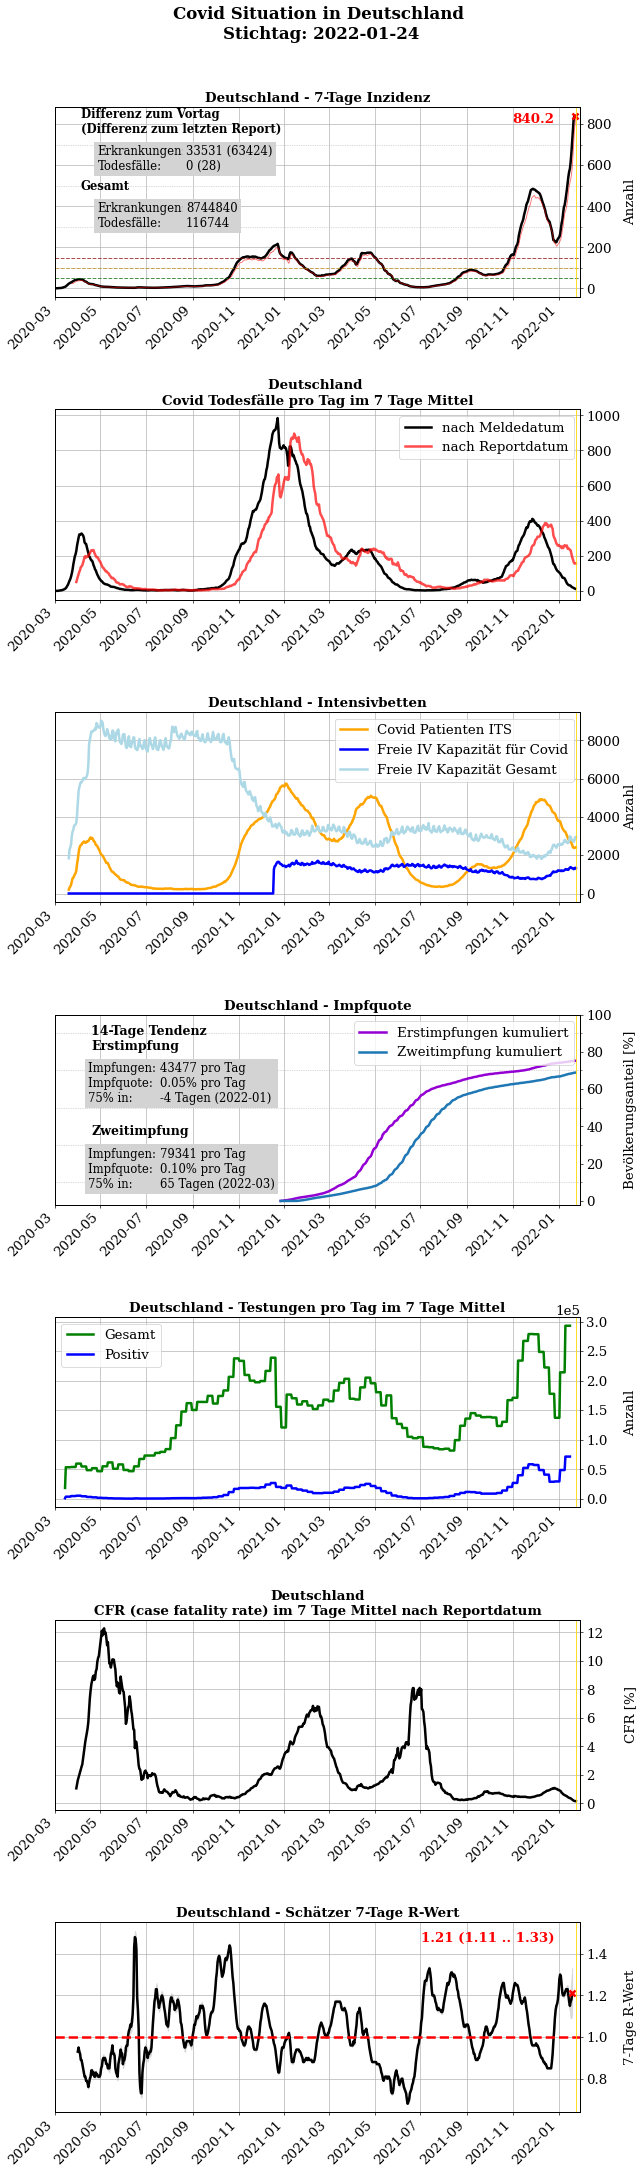 Covid Situation in Deutschland
Stichtag: 2022-01-24
Deutschland - 7-Tage Inzidenz
Differenz zum Vortag
(Differenz zum letzten Report)
Erkrankungen 33531 (63424)
Todesfälle: 0 (28)
Gesamt
Erkrankungen 8744840
Todesfälle: 116744
840.2
800
600
400
200
0
Anzahl
2020-03 2020-05 2020-07 2020-09 2020-11 2021-01 2021-03 2021-05 2021-07 2021-09 2021-11 2022-01
Deutschland
Covid Todesfälle pro Tag im 7 Tage Mittel
nach Meldedatum
nach Reportdatum
1000
800
600
400
200
0
2020-03 2020-05 2020-07 2020-09 2020-11 2021-01 2021-03 2021-05 2021-07 2021-09 2021-11 2022-01
Deutschland - Intensivbetten
Covid Patienten ITS
Freie IV Kapazität für Covid
Freie IV Kapazität Gesamt
8000
6000
4000
2000
0
Anzahl
2020-03 2020-05 2020-07 2020-09 2020-11 2021-01 2021-03 2021-05 2021-07 2021-09 2021-11 2022-01
Deutschland - Impfquote
14-Tage Tendenz
Erstimpfung
Impfungen: 43477 pro Tag
Impfquote: 0.05% pro Tag
75% in: -4 Tagen (2022-01)
Zweitimpfung
Impfungen: 79341 pro Tag
Impfquote: 0.10% pro Tag
75% in: 65 Tagen (2022-03)
Erstimpfungen kumuliert
Zweitimpfung kumuliert
100
80
60
40
20
0
Bevölkerungsanteil [%]
2020-03 2020-05 2020-07 2020-09 2020-11 2021-01 2021-03 2021-05 2021-07 2021-09 2021-11 2022-01
Deutschland - Testungen pro Tag im 7 Tage Mittel
1e5
Gesamt
Positiv
3.0
2.5
2.0
1.5
1.0
0.5
0.0
Anzahl
2020-03 2020-05 2020-07 2020-09 2020-11 2021-01 2021-03 2021-05 2021-07 2021-09 2021-11 2022-01
Deutschland
CFR (case fatality rate) im 7 Tage Mittel nach Reportdatum
12
10
8
6
4
2
0
CFR [%]
2020-03 2020-05 2020-07 2020-09 2020-11 2021-01 2021-03 2021-05 2021-07 2021-09 2021-11 2022-01
Deutschland - Schätzer 7-Tage R-Wert
1.21 (1.11 .. 1.33)
1.4
1.2
1.0
0.8
7-Tage R-Wert
2020-03 2020-05 2020-07 2020-09 2020-11 2021-01 2021-03 2021-05 2021-07 2021-09 2021-11 2022-01